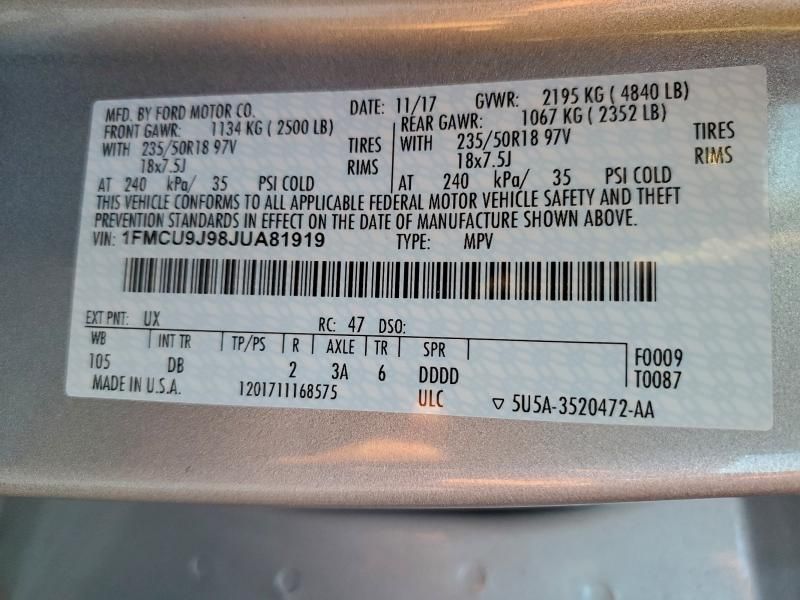 MFD. BY FORD MOTOR CO. DATE: 11/17 GVWR: 2195 KG ( 4840 LB)
FRONT GAWR: 1134 KG ( 2500 LB) REAR GAWR: 1067 KG ( 2352 LB)
WITH 235/50R18 97V TIRES WITH 235/50R18 97V TIRES
18x7.5J RIMS 18x7.5J RIMS
AT 240 kPa/ 35 PSI COLD AT 240 kPa/ 35 PSI COLD
THIS VEHICLE CONFORMS TO ALL APPLICABLE FEDERAL MOTOR VEHICLE SAFETY AND THEFT
PREVENTION STANDARDS IN EFFECT ON THE DATE OF MANUFACTURE SHOWN ABOVE.
VIN: 1FMCU9J98JUA81919 TYPE: MPV
EXT PNT: UX RC: 47 DSO:
WB INT TR TP/PS R AXLE TR SPR F0009
105 DB 2 3A 6 DDDD T0087
MADE IN U.S.A. 1201711168575 ULC ▽ 5U5A-3520472-AA